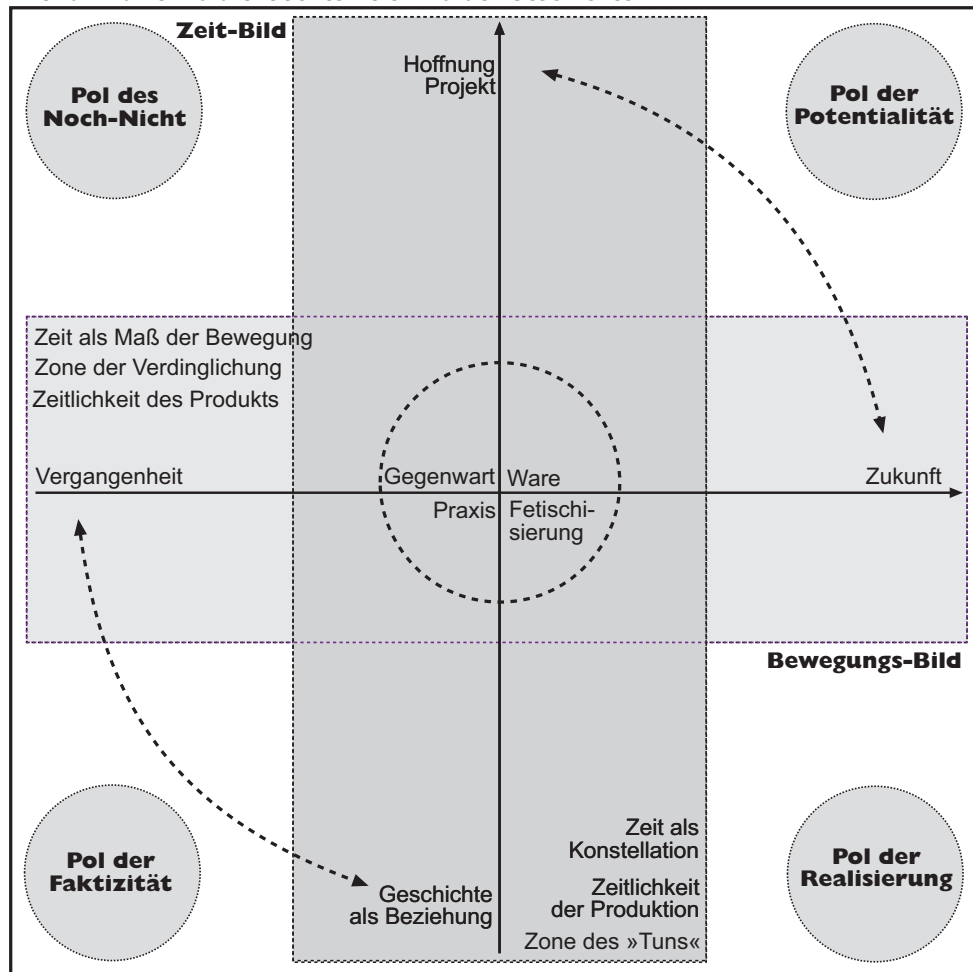 Zeit-Bild
Pol des
Noch-Nicht
Hoffnung
Projekt
Pol der
Potentialität
Zeit als Maß der Bewegung
Zone der Verdinglichung
Zeitlichkeit des Produkts
Vergangenheit
Gegenwart
Ware
Zukunft
Praxis
Fetischi-
sierung
Bewegungs-Bild
Pol der
Faktizität
Geschichte
als Beziehung
Zeit als
Konstellation
Zeitlichkeit
der Produktion
Zone des »Tuns«
Pol der
Realisierung